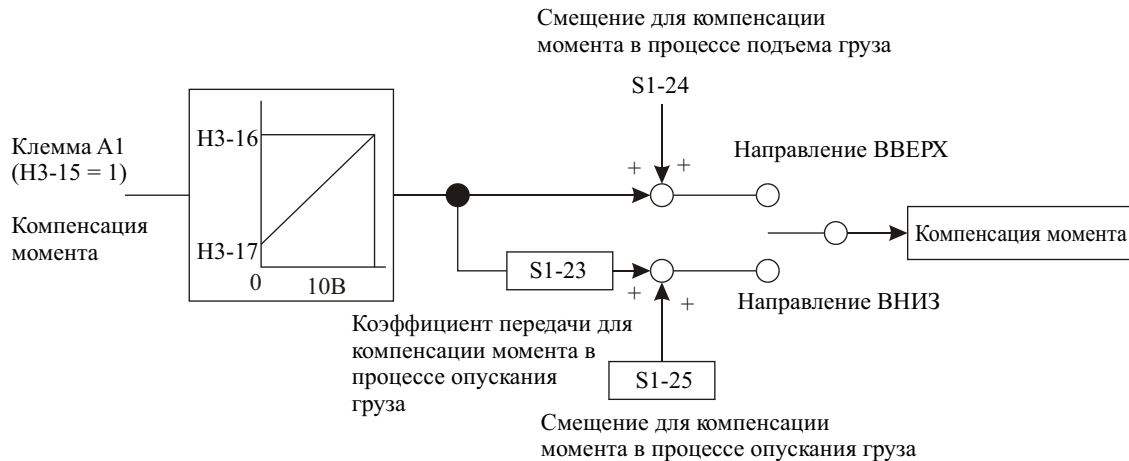 Смещение для компенсации
момента в процессе подъема груза
S1-24
Клемма A1
(H3-15 = 1)
H3-16
Направление ВВЕРХ
+
+
Компенсация
момента
H3-17
0
10В
S1-23
Компенсация момента
+
+
Направление ВНИЗ
Коэффициент передачи для
компенсации момента в
процессе опускания
груза
S1-25
Смещение для компенсации
момента в процессе опускания груза